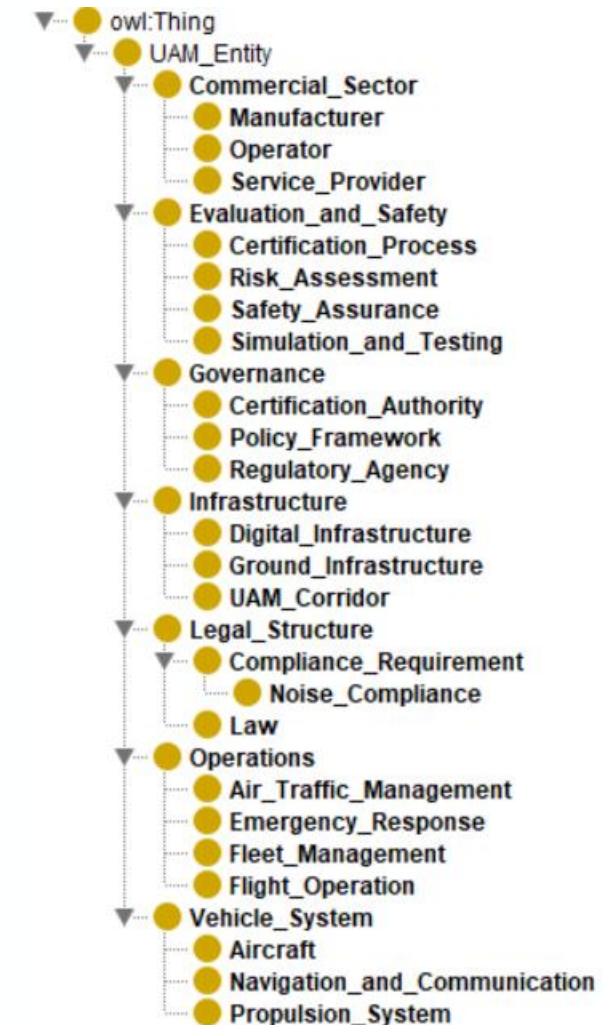 owl:Thing
UAM_Entity
Commercial_Sector
Manufacturer
Operator
Service_Provider
Evaluation_and_Safety
Certification_Process
Risk_Assessment
Safety_Assurance
Simulation_and_Testing
Governance
Certification_Authority
Policy_Framework
Regulatory_Agency
Infrastructure
Digital_Infrastructure
Ground_Infrastructure
UAM_Corridor
Legal_Structure
Compliance_Requirement
Noise_Compliance
Law
Operations
Air_Traffic_Management
Emergency_Response
Fleet_Management
Flight_Operation
Vehicle_System
Aircraft
Navigation_and_Communication
Propulsion_System